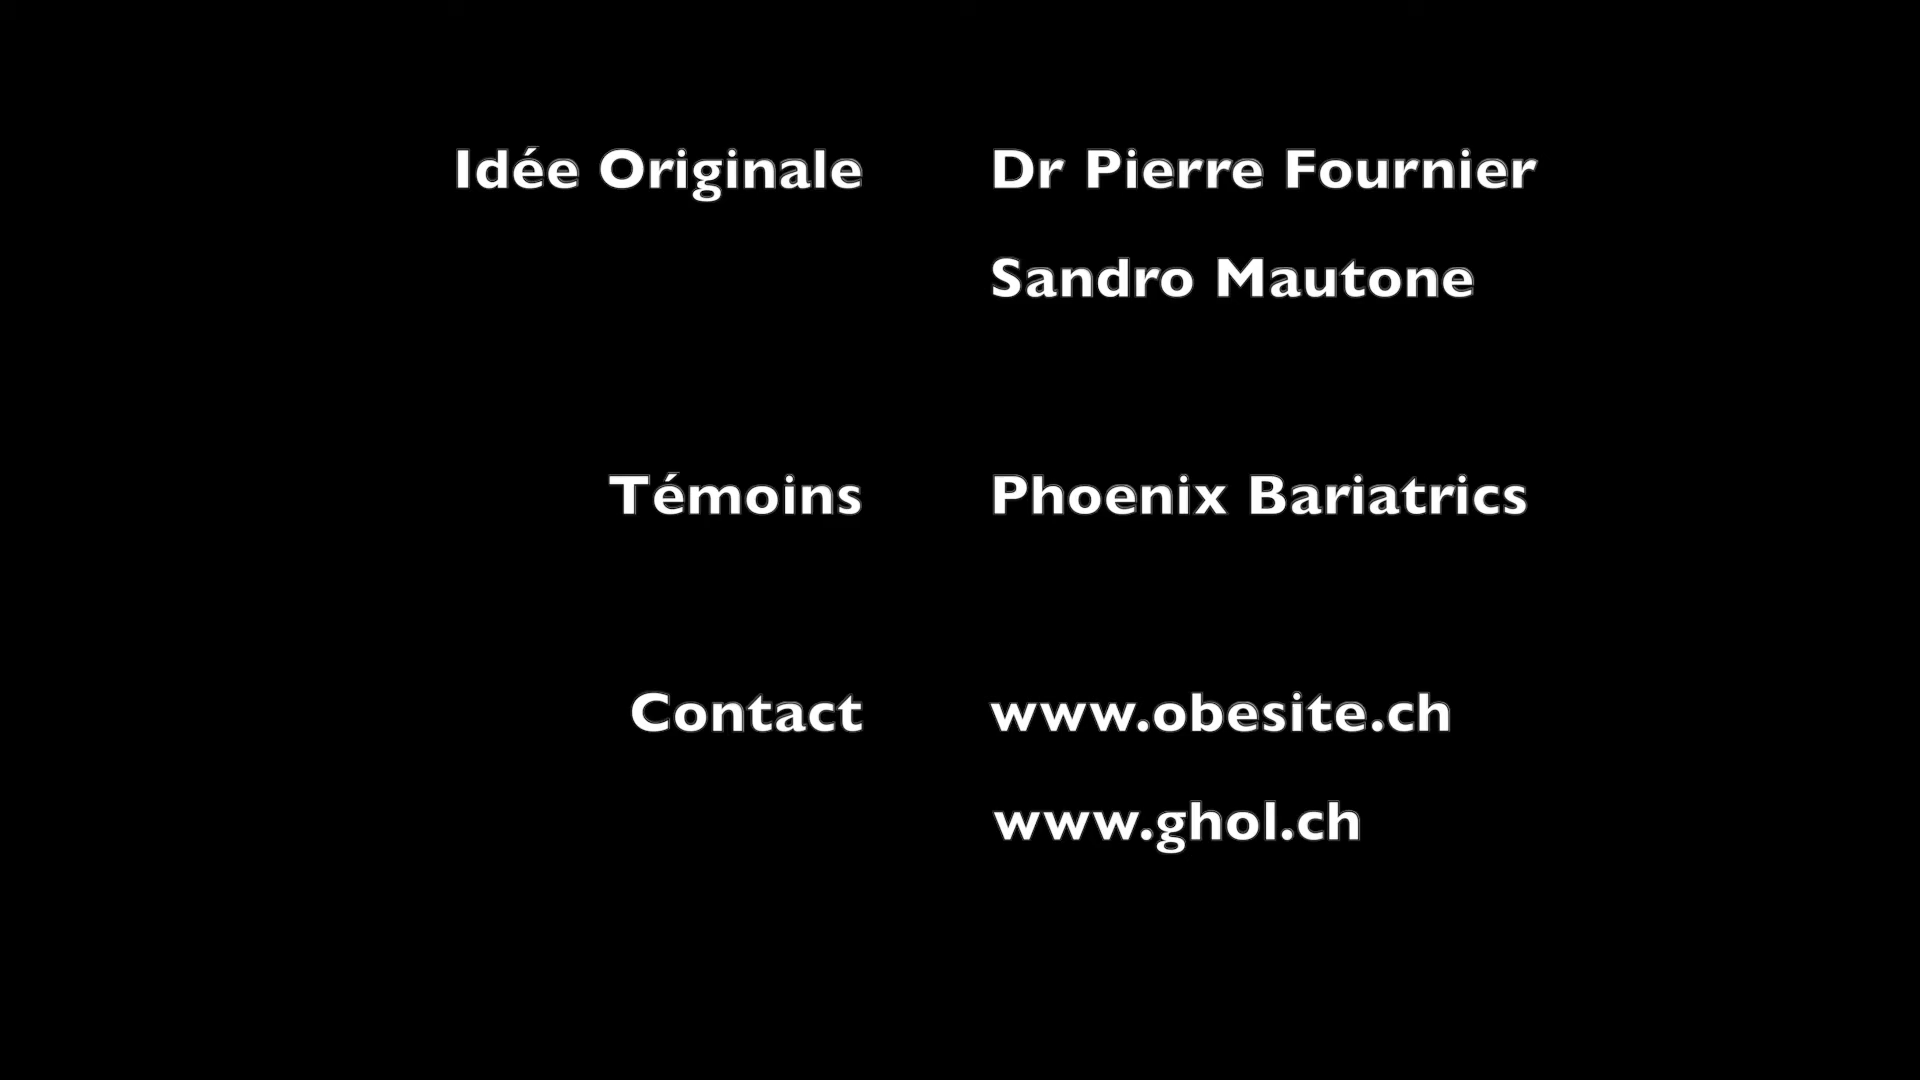 Idée Originale Dr Pierre Fournier
Sandro Mautone
Témoins Phoenix Bariatrics
Contact www.obesite.ch
www.ghol.ch